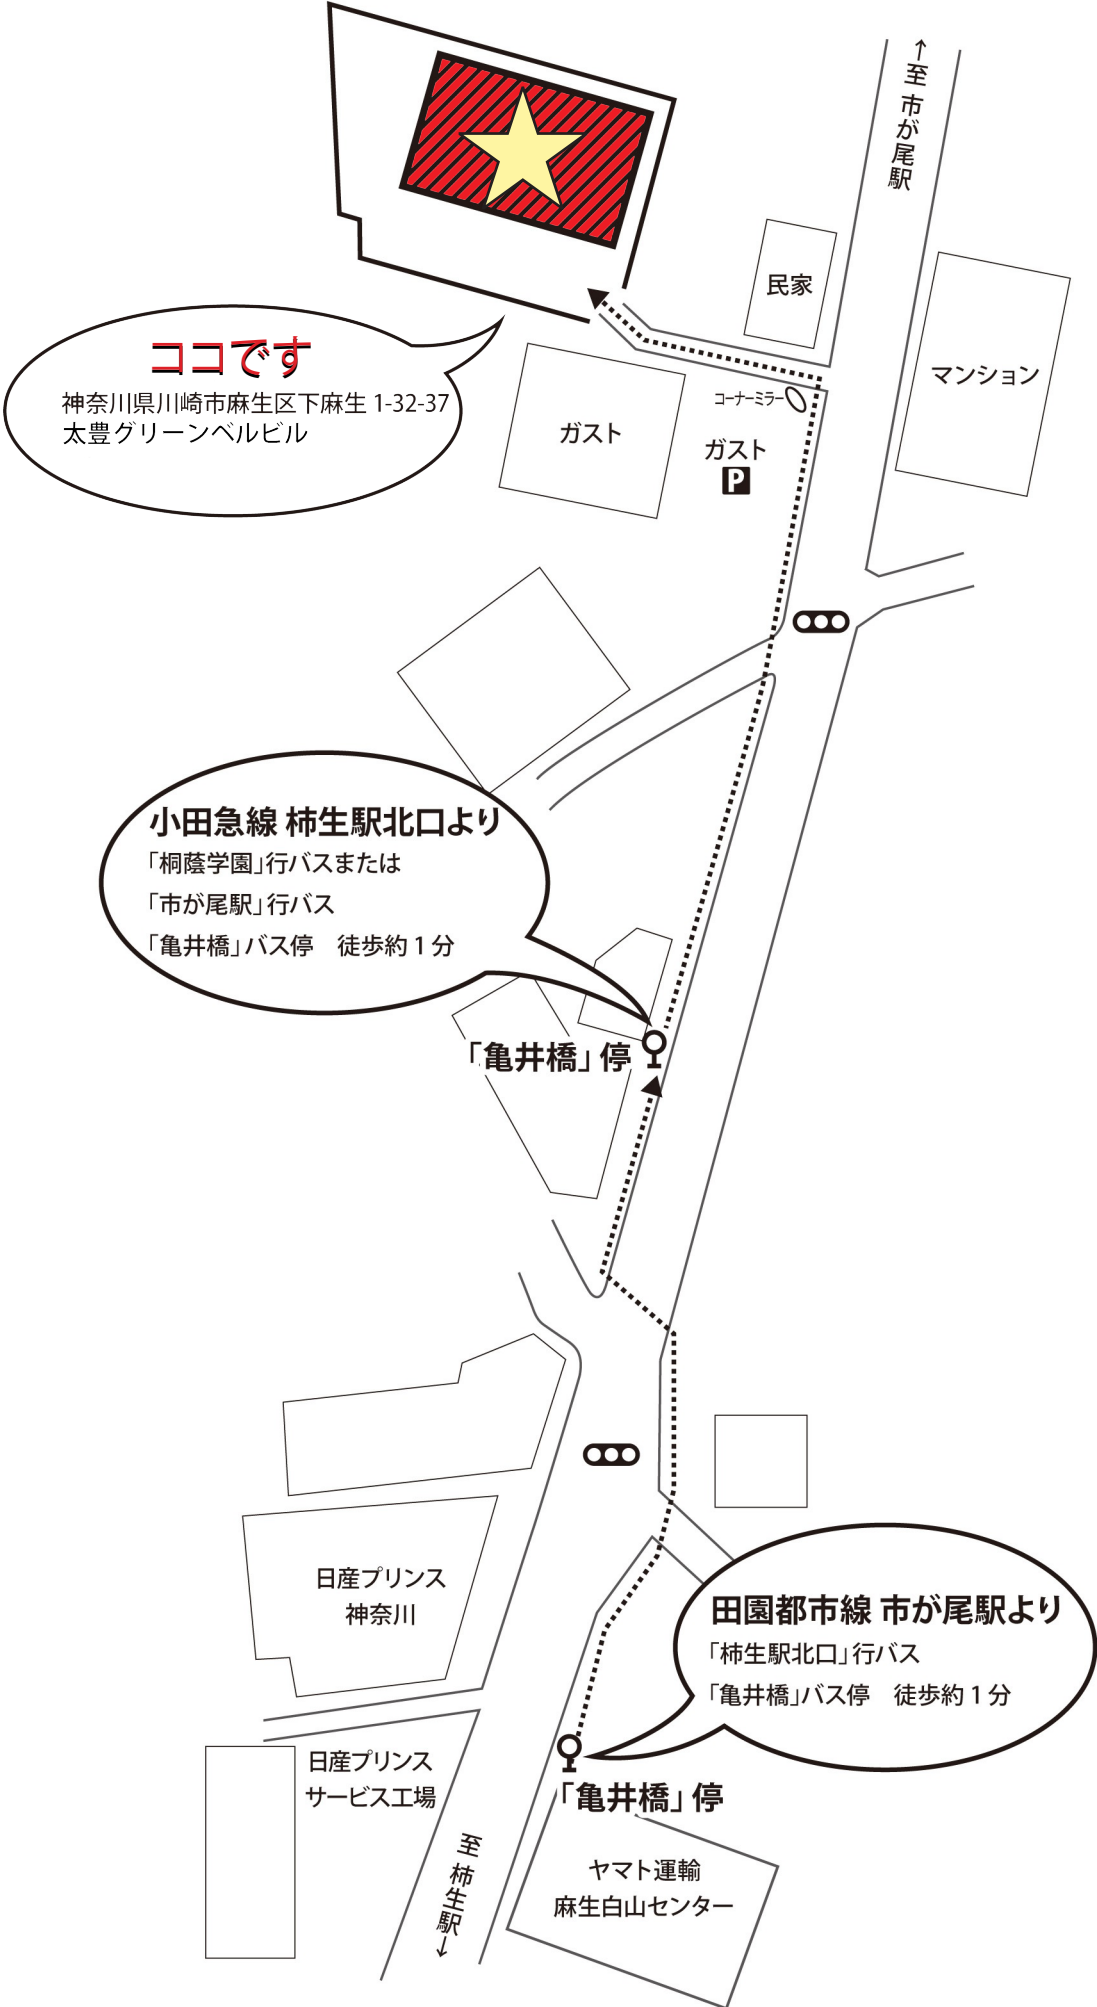 ←至 市が尾駅
民家
マンション
ココです
神奈川県川崎市麻生区下麻生 1-32-37
太豊グリーンベルビル
コーナーミラー
ガスト
ガスト
P
小田急線 柿生駅北口より
「桐蔭学園」行バスまたは
「市が尾駅」行バス
「亀井橋」バス停　徒歩約 1 分
「亀井橋」停
日産プリンス
神奈川
田園都市線 市が尾駅より
「柿生駅北口」行バス
「亀井橋」バス停　徒歩約 1 分
日産プリンス
サービス工場
「亀井橋」停
至 柿生駅→
ヤマト運輸
麻生白山センター